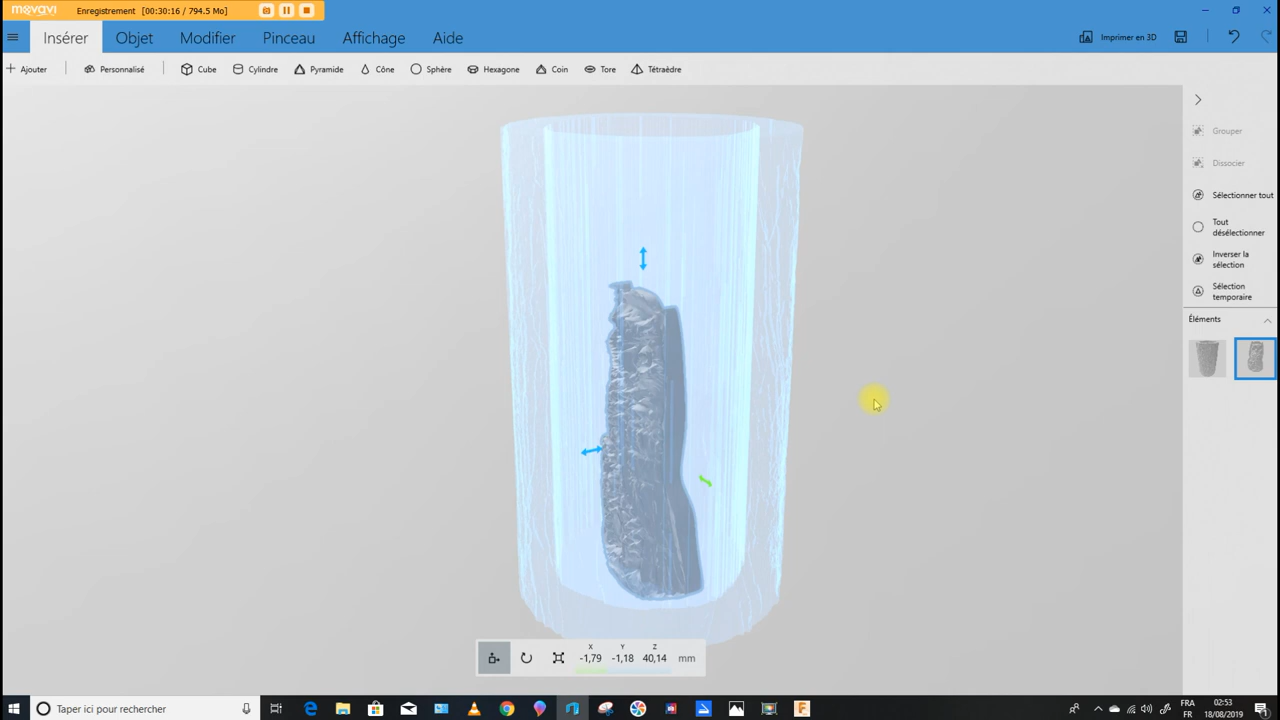 movavi Enregistrement [00:30:16 / 794.5 Mo]
Insérer Objet Modifier Pinceau Affichage Aide
Imprimer en 3D
Ajouter Personnalisé Cube Cylindre Pyramide Cône Sphère Hexagone Coin Tore Tétraèdre
Grouper
Dissocier
Sélectionner tout
Tout
désélectionner
Inverser la
sélection
Sélection
temporaire
Éléments
X Y Z
-1,79 -1,18 40,14 mm
Taper ici pour rechercher
FRA
FR
02:53
18/08/2019
1